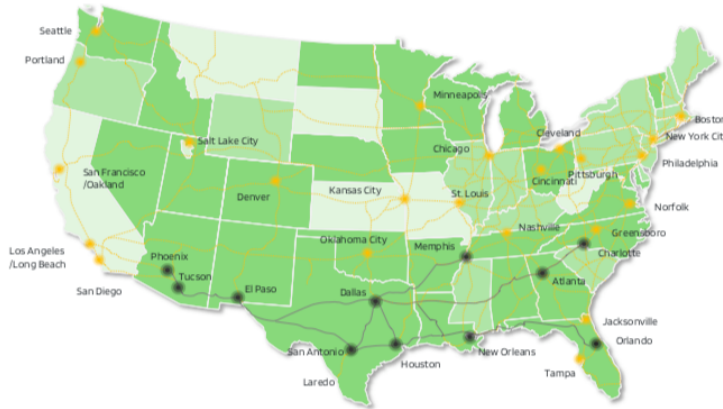 Seattle
Portland
Minneapolis
Boston
New York Cit
Chicago
Cleveland
Salt Lake City
Philadelphia
San Francisco
/Oakland
Pittsburgh
Cincinnati
Denver
Kansas City
St. Louis
Norfolk
Nashville
Greensboro
Oklahoma City
Memphis
Charlotte
Los Angeles
/Long Beach
Phoenix
Tucson
San Diego
El Paso
Dallas
Atlanta
Jacksonville
Orlando
San Antonio
New Orleans
Houston
Tampa
Laredo